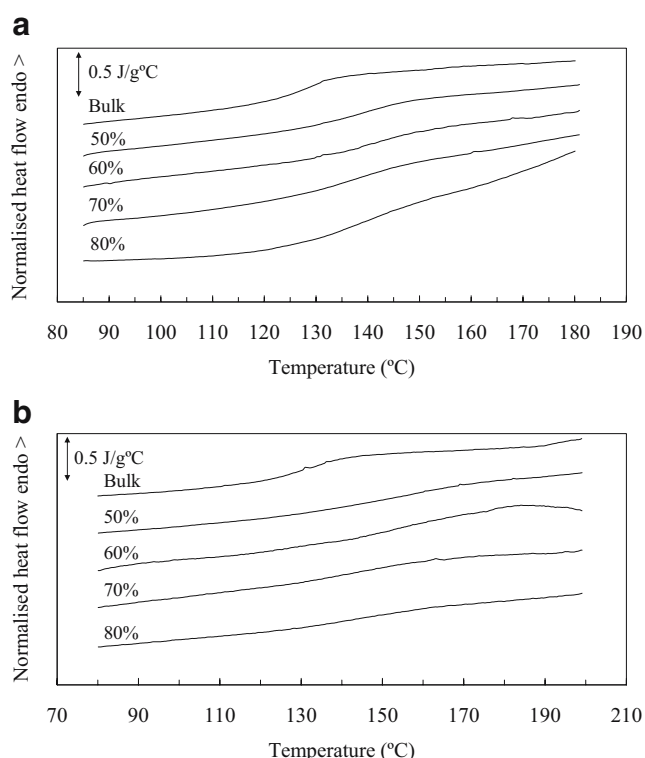 a
Normalised heat flow endo >
0.5 J/gºC
Bulk
50%
60%
70%
80%
80 90 100 110 120 130 140 150 160 170 180 190
Temperature (ºC)
b
Normalised heat flow endo >
0.5 J/gºC
Bulk
50%
60%
70%
80%
70 90 110 130 150 170 190 210
Temperature (ºC)